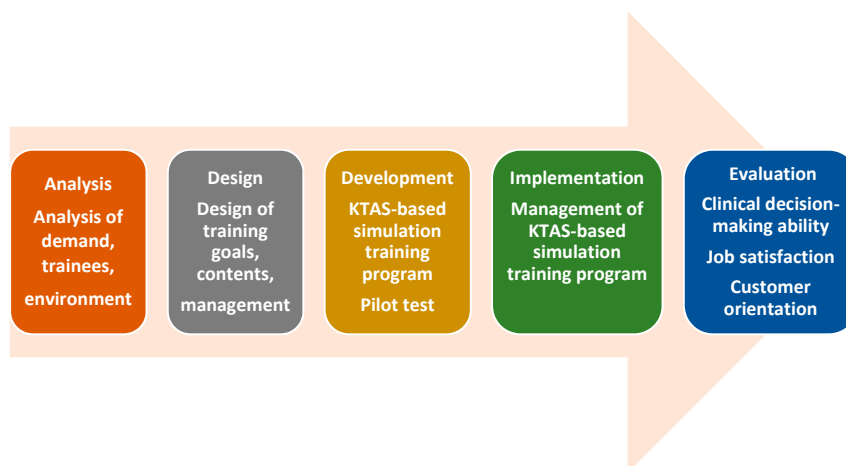 Analysis
Analysis of
demand,
trainees,
environment
Design
Design of
training
goals,
contents,
management
Development
KTAS-based
simulation
training
program
Pilot test
Implementation
Management of
KTAS-based
simulation
training program
Evaluation
Clinical decision-
making ability
Job satisfaction
Customer
orientation